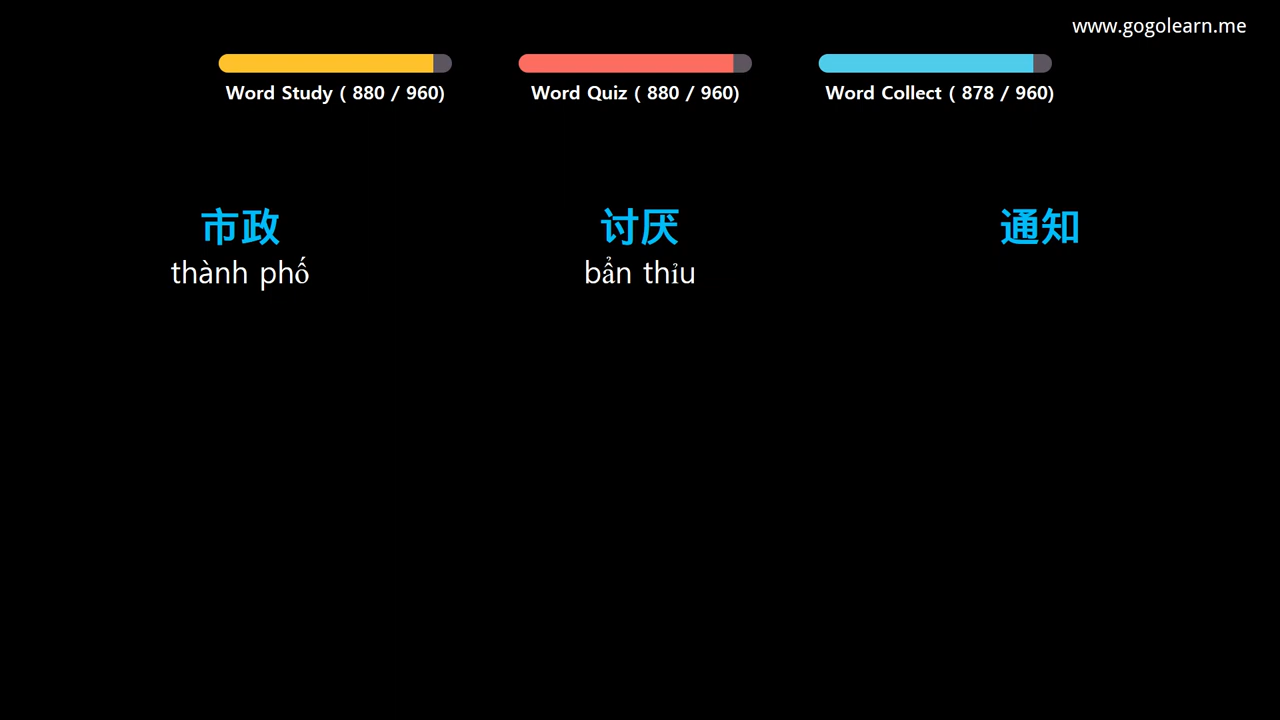 www.gogolearn.me
Word Study ( 880 / 960)
Word Quiz ( 880 / 960)
Word Collect ( 878 / 960)
市政
讨厌
通知
thành phố
bẩn thỉu